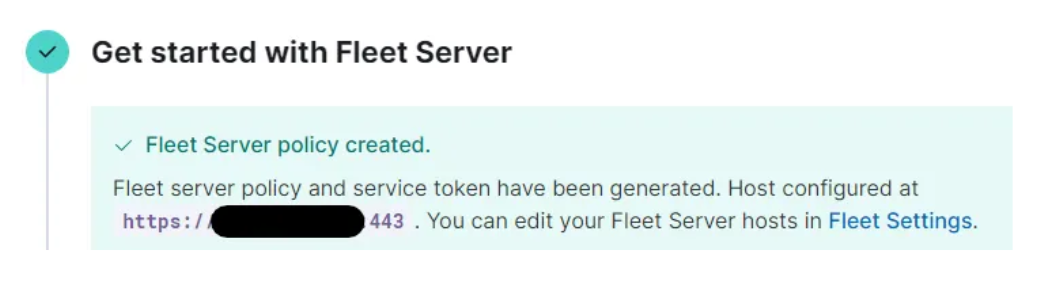 Get started with Fleet Server
Fleet Server policy created.
Fleet server policy and service token have been generated. Host configured at
https:/ 443 . You can edit your Fleet Server hosts in Fleet Settings.